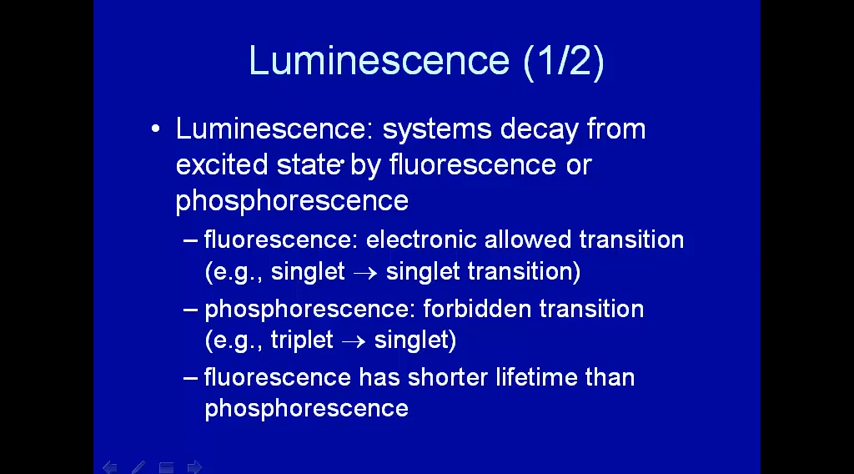 Luminescence (1/2)
• Luminescence: systems decay from
excited state by fluorescence or
phosphorescence
– fluorescence: electronic allowed transition
(e.g., singlet → singlet transition)
– phosphorescence: forbidden transition
(e.g., triplet → singlet)
– fluorescence has shorter lifetime than
phosphorescence